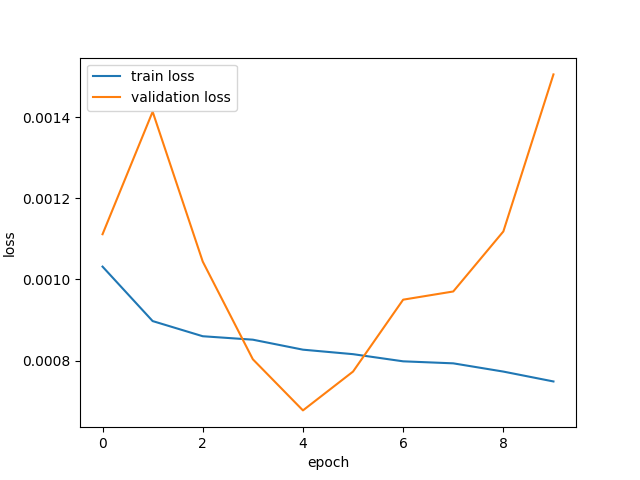 train loss
validation loss
0.0014
0.0012
0.0010
0.0008
loss
0 2 4 6 8
epoch